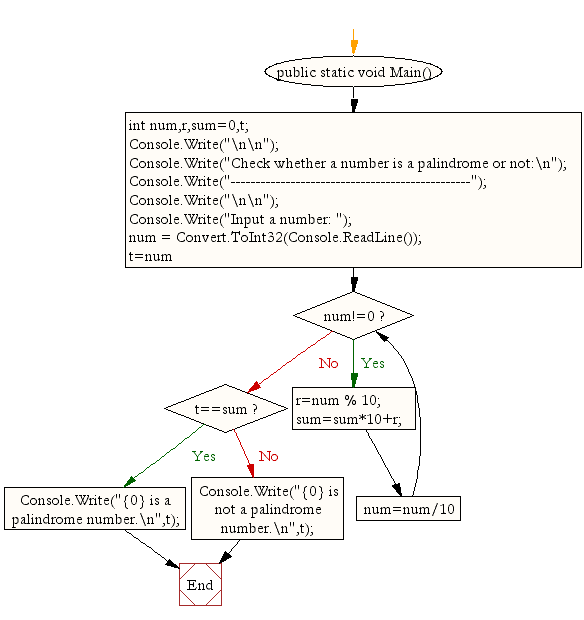 public static void Main()
int num,r,sum=0,t;
Console.Write("\n\n");
Console.Write("Check whether a number is a palindrome or not:\n");
Console.Write("------------------------------------------------");
Console.Write("\n\n");
Console.Write("Input a number: ");
num = Convert.ToInt32(Console.ReadLine());
t=num
num!=0 ?
No
Yes
t==sum ?
r=num % 10;
sum=sum*10+r;
Yes
No
Console.Write("{0} is a
palindrome number.\n",t);
Console.Write("{0} is
not a palindrome
number.\n",t);
num=num/10
End